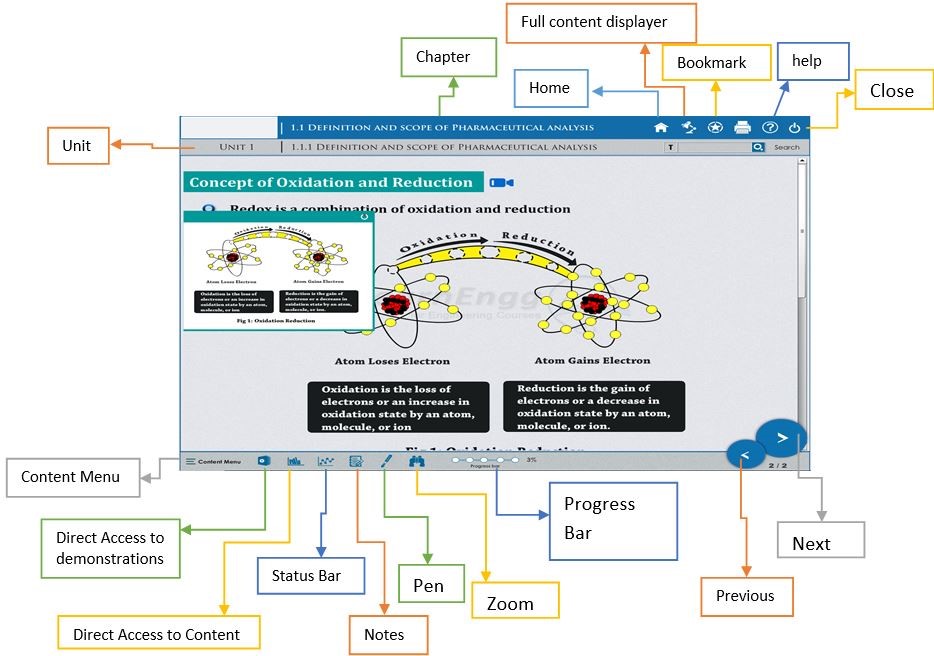 Full content displayer
Chapter
Bookmark
help
Home
Close
Unit
1.1 Definition and scope of Pharmaceutical analysis
UNIT 1
1.1.1 Definition and scope of Pharmaceutical analysis
T
Search
Concept of Oxidation and Reduction
Redox is a combination of oxidation and reduction
Oxidation
Reduction
Atom Loses Electron
Atom Gains Electron
Oxidation is the loss of
electrons or an increase in
oxidation state by an atom,
molecule, or ion.
Reduction is the gain of
electrons or a decrease in
oxidation state by an atom,
molecule, or ion.
Fig 1: Oxidation Reduction
Oxidation
Reduction
Engg
Engineering Courses
Atom Loses Electron
Atom Gains Electron
Oxidation is the loss of
electrons or an increase in
oxidation state by an atom,
molecule, or ion
Reduction is the gain of
electrons or a decrease in
oxidation state by an atom,
molecule, or ion.
Fig 1: Oxidation Reduction
>
<
Content Menu
Progress bar
3%
2 / 2
Content Menu
Direct Access to
demonstrations
Status Bar
Pen
Zoom
Progress
Bar
Next
Previous
Direct Access to Content
Notes